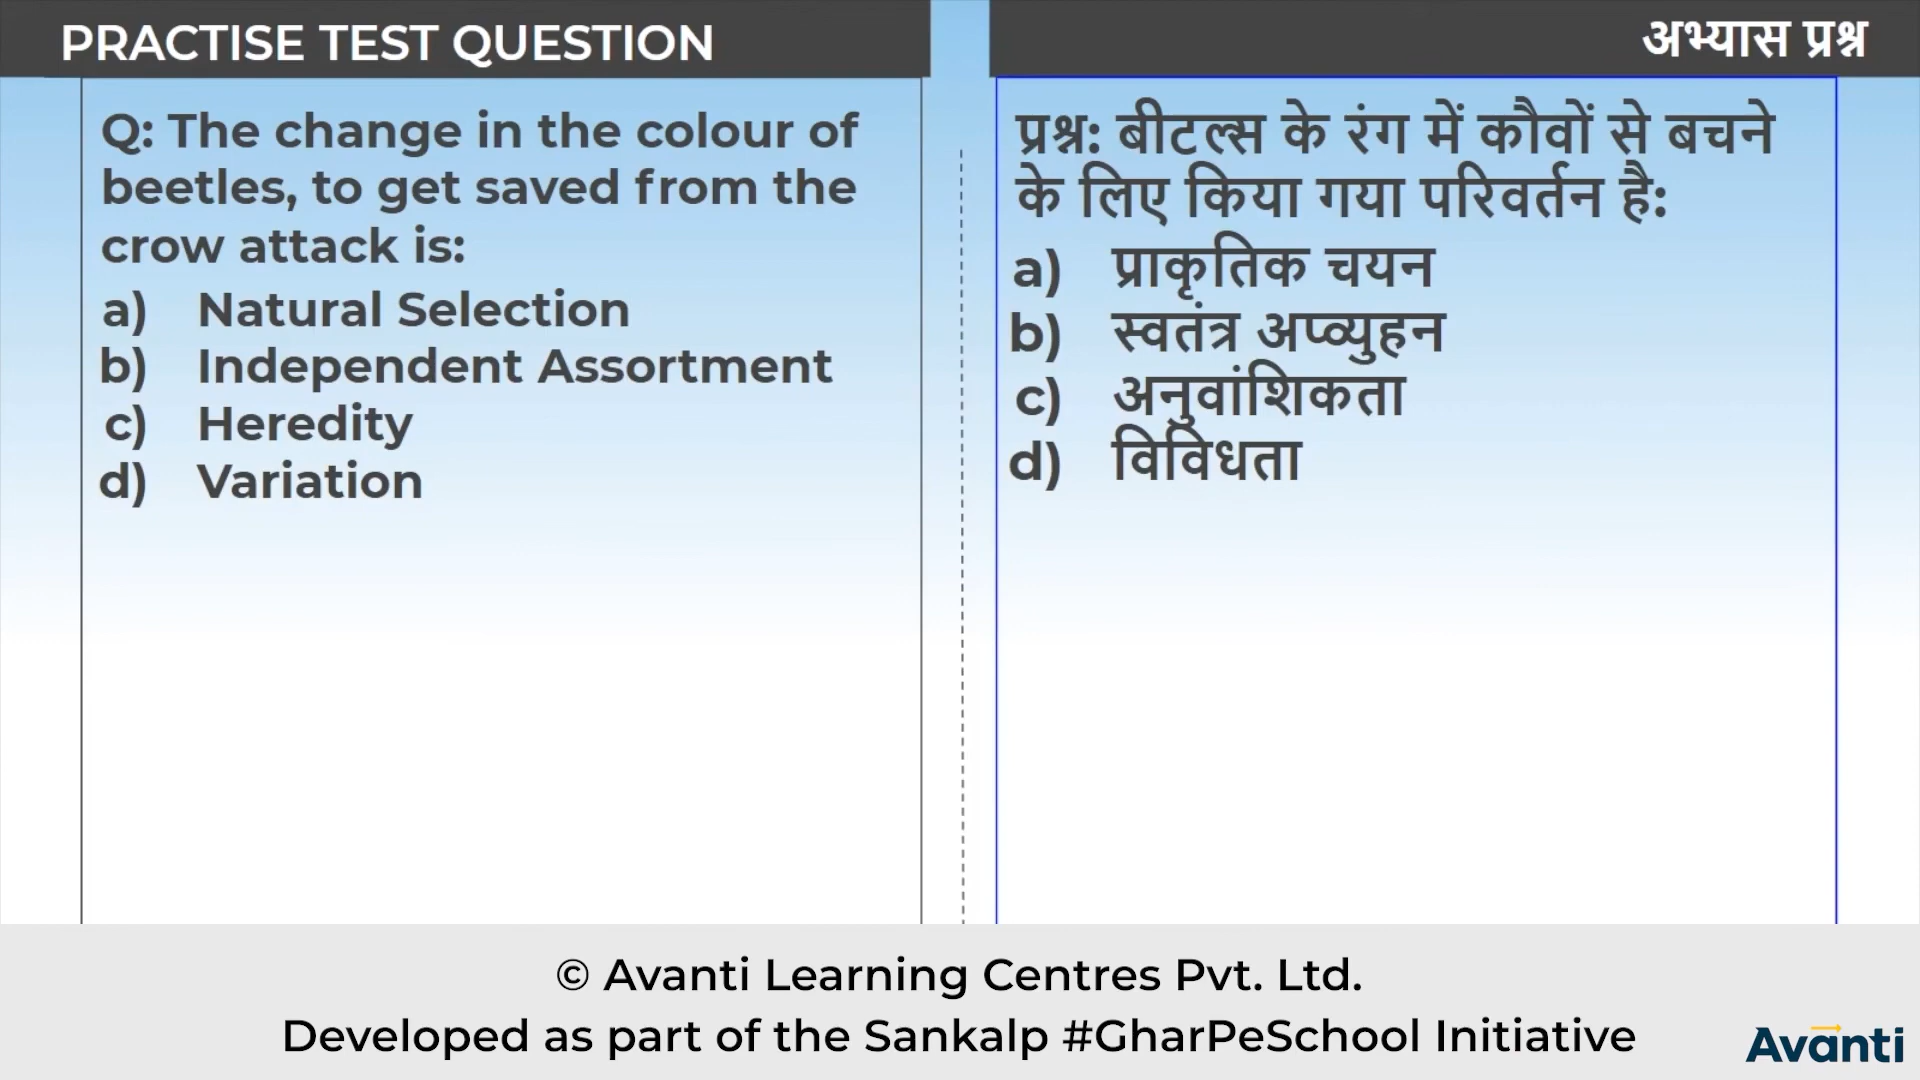 PRACTISE TEST QUESTION
Q: The change in the colour of
beetles, to get saved from the
crow attack is:
a) Natural Selection
b) Independent Assortment
c) Heredity
d) Variation
अभ्यास प्रश्न
प्रश्न: बीटल्स के रंग में कौवों से बचने
के लिए किया गया परिवर्तन है:
a) प्राकृतिक चयन
b) स्वतंत्र अप्व्युहन
c) अनुवांशिकता
d) विविधता
© Avanti Learning Centres Pvt. Ltd.
Developed as part of the Sankalp #GharPeSchool Initiative
Avanti